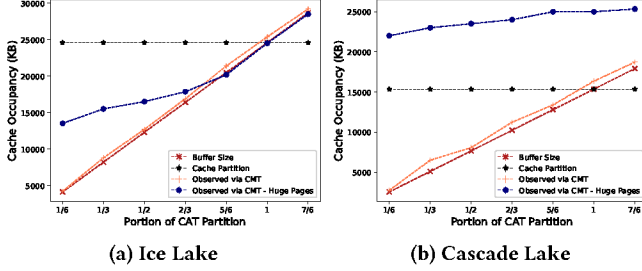 30000
25000
20000
15000
10000
5000
Cache Occupancy (KB)
Buffer Size
Cache Partition
Observed via CMT
Observed via CMT - Huge Pages
1/6 1/3 1/2 2/3 5/6 1 7/6
Portion of CAT Partition
(a) Ice Lake
25000
20000
15000
10000
5000
Cache Occupancy (KB)
Buffer Size
Cache Partition
Observed via CMT
Observed via CMT - Huge Pages
1/6 1/3 1/2 2/3 5/6 1 7/6
Portion of CAT Partition
(b) Cascade Lake